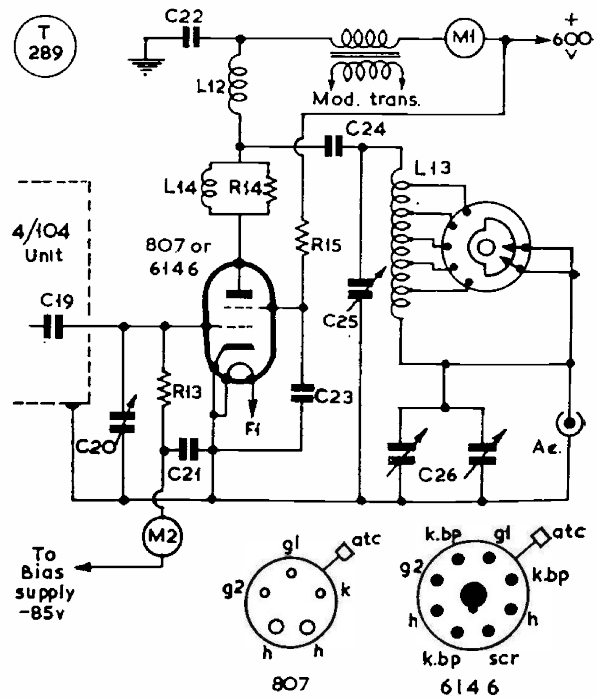 T
289
C22
M1
+
600
V
L12
Mod. trans.
C24
L13
L14
R14
4/104
Unit
807 or
6146
R15
C19
C25
R13
C23
C20
F1
C21
C26
Ae.
M2
To
Bias
supply
-85v
g1
atc
g2
k
h
h
807
k.bp
g1
atc
g2
k.bp
h
h
k.bp
scr
6146